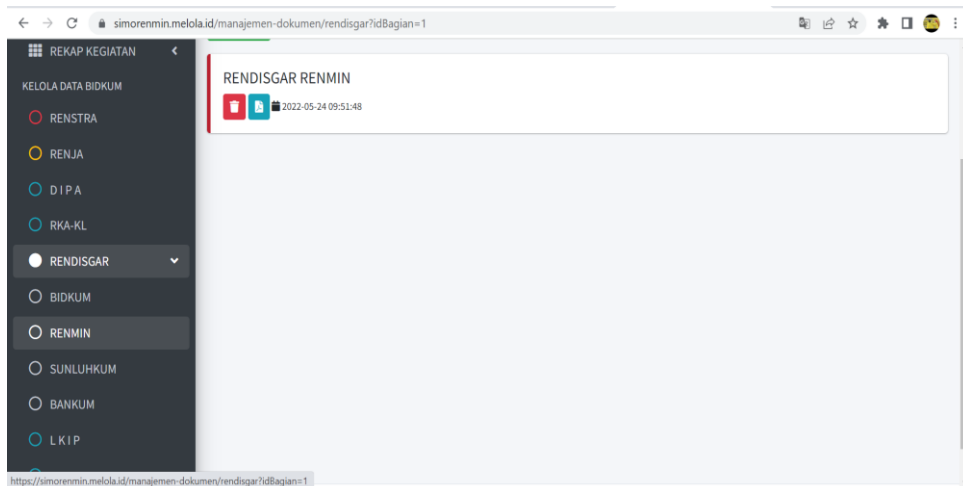 simorenmin.melola.id/manajemen-dokumen/rendisgar?idBagian=1
REKAP KEGIATAN
KELOLA DATA BIDKUM
RENSTRA
RENJA
D I P A
RKA-KL
RENDISGAR
BIDKUM
RENMIN
SUNLUHKUM
BANKUM
L K I P
RENDISGAR RENMIN
2022-05-24 09:51:48
https://simorenmin.melola.id/manajemen-dokumen/rendisgar?idBagian=1